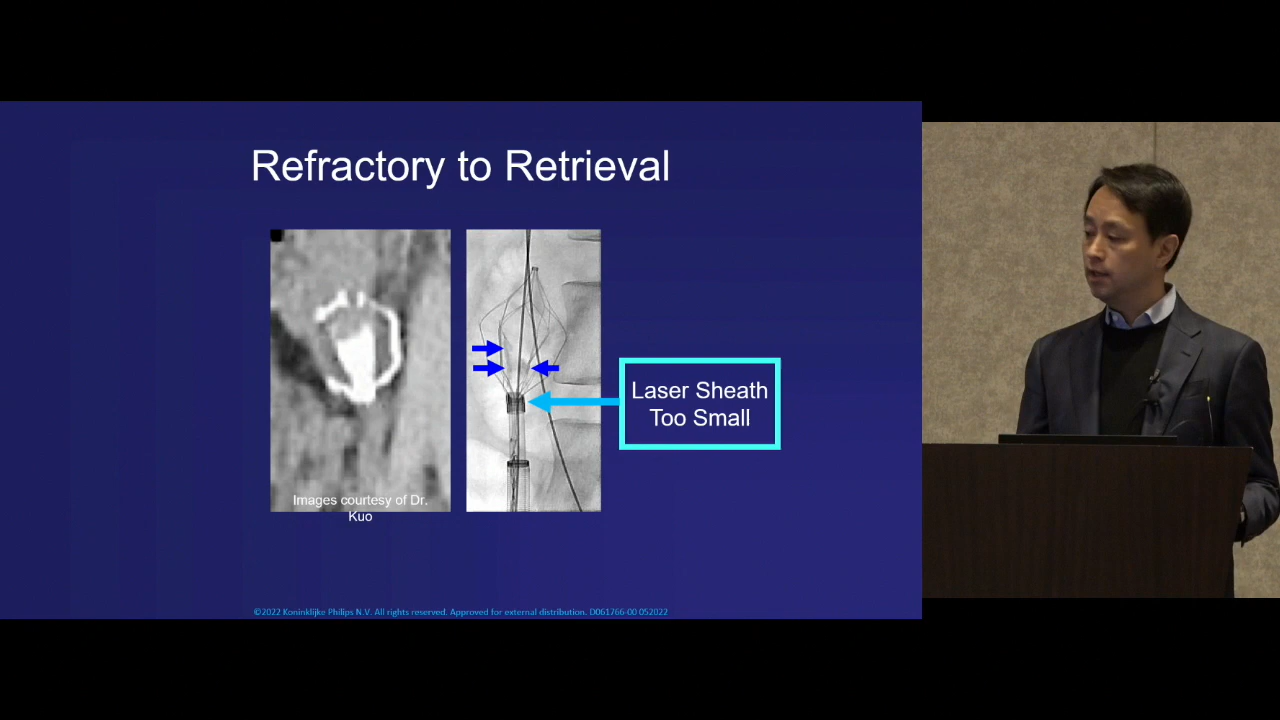 Refractory to Retrieval
Laser Sheath
Too Small
Images courtesy of Dr.
Kuo
©2022 Koninklijke Philips N.V. All rights reserved. Approved for external distribution. D061766-00 052022